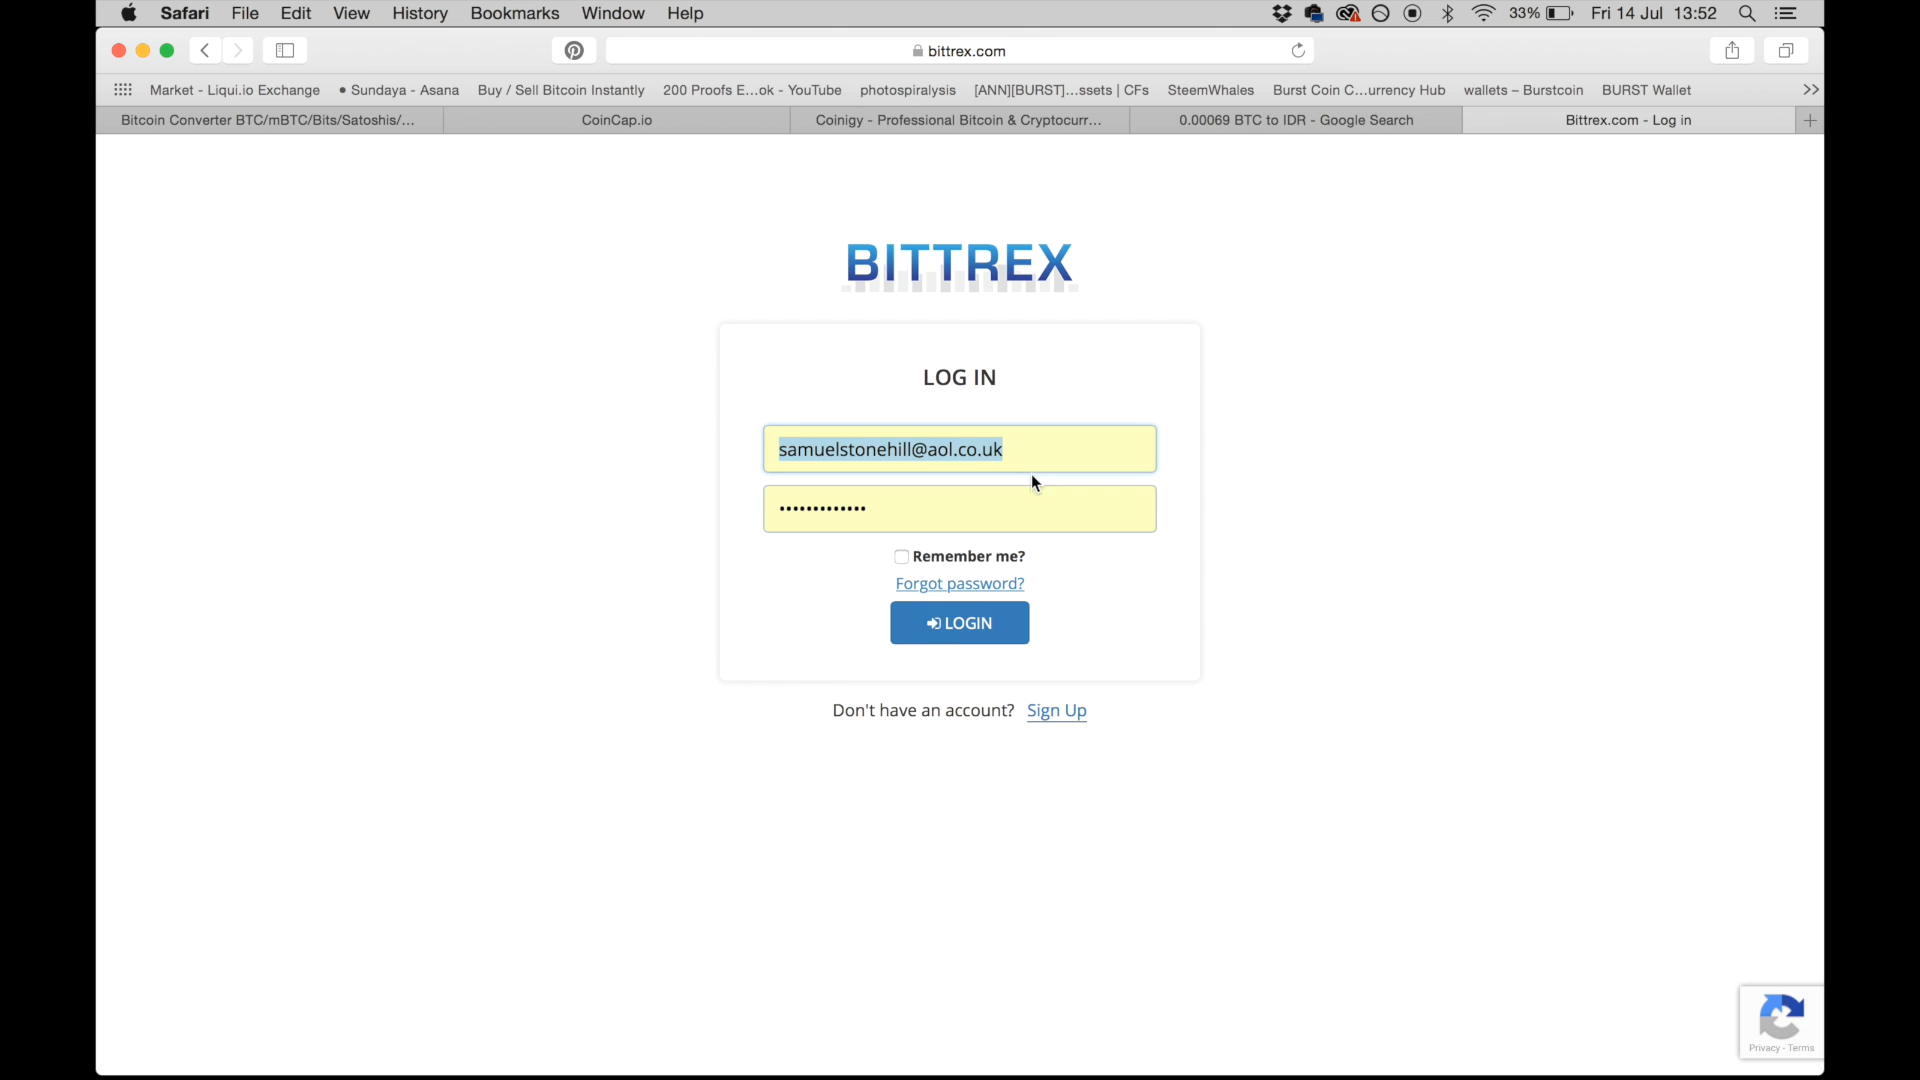 Safari File Edit View History Bookmarks Window Help 33% Fri 14 Jul 13:52
bittrex.com
Market - Liqui.io Exchange • Sundaya - Asana Buy / Sell Bitcoin Instantly 200 Proofs E...ok - YouTube photospiralysis [ANN][BURST]...ssets | CFs SteemWhales Burst Coin C...urrency Hub wallets – Burstcoin BURST Wallet >>
Bitcoin Converter BTC/mBTC/Bits/Satoshis/... CoinCap.io Coinigy - Professional Bitcoin & Cryptocurr... 0.00069 BTC to IDR - Google Search Bittrex.com - Log in +
BITTREX
LOG IN
samuelstonehill@aol.co.uk
•••••••••••••
Remember me?
Forgot password?
LOGIN
Don't have an account? Sign Up
Privacy - Terms